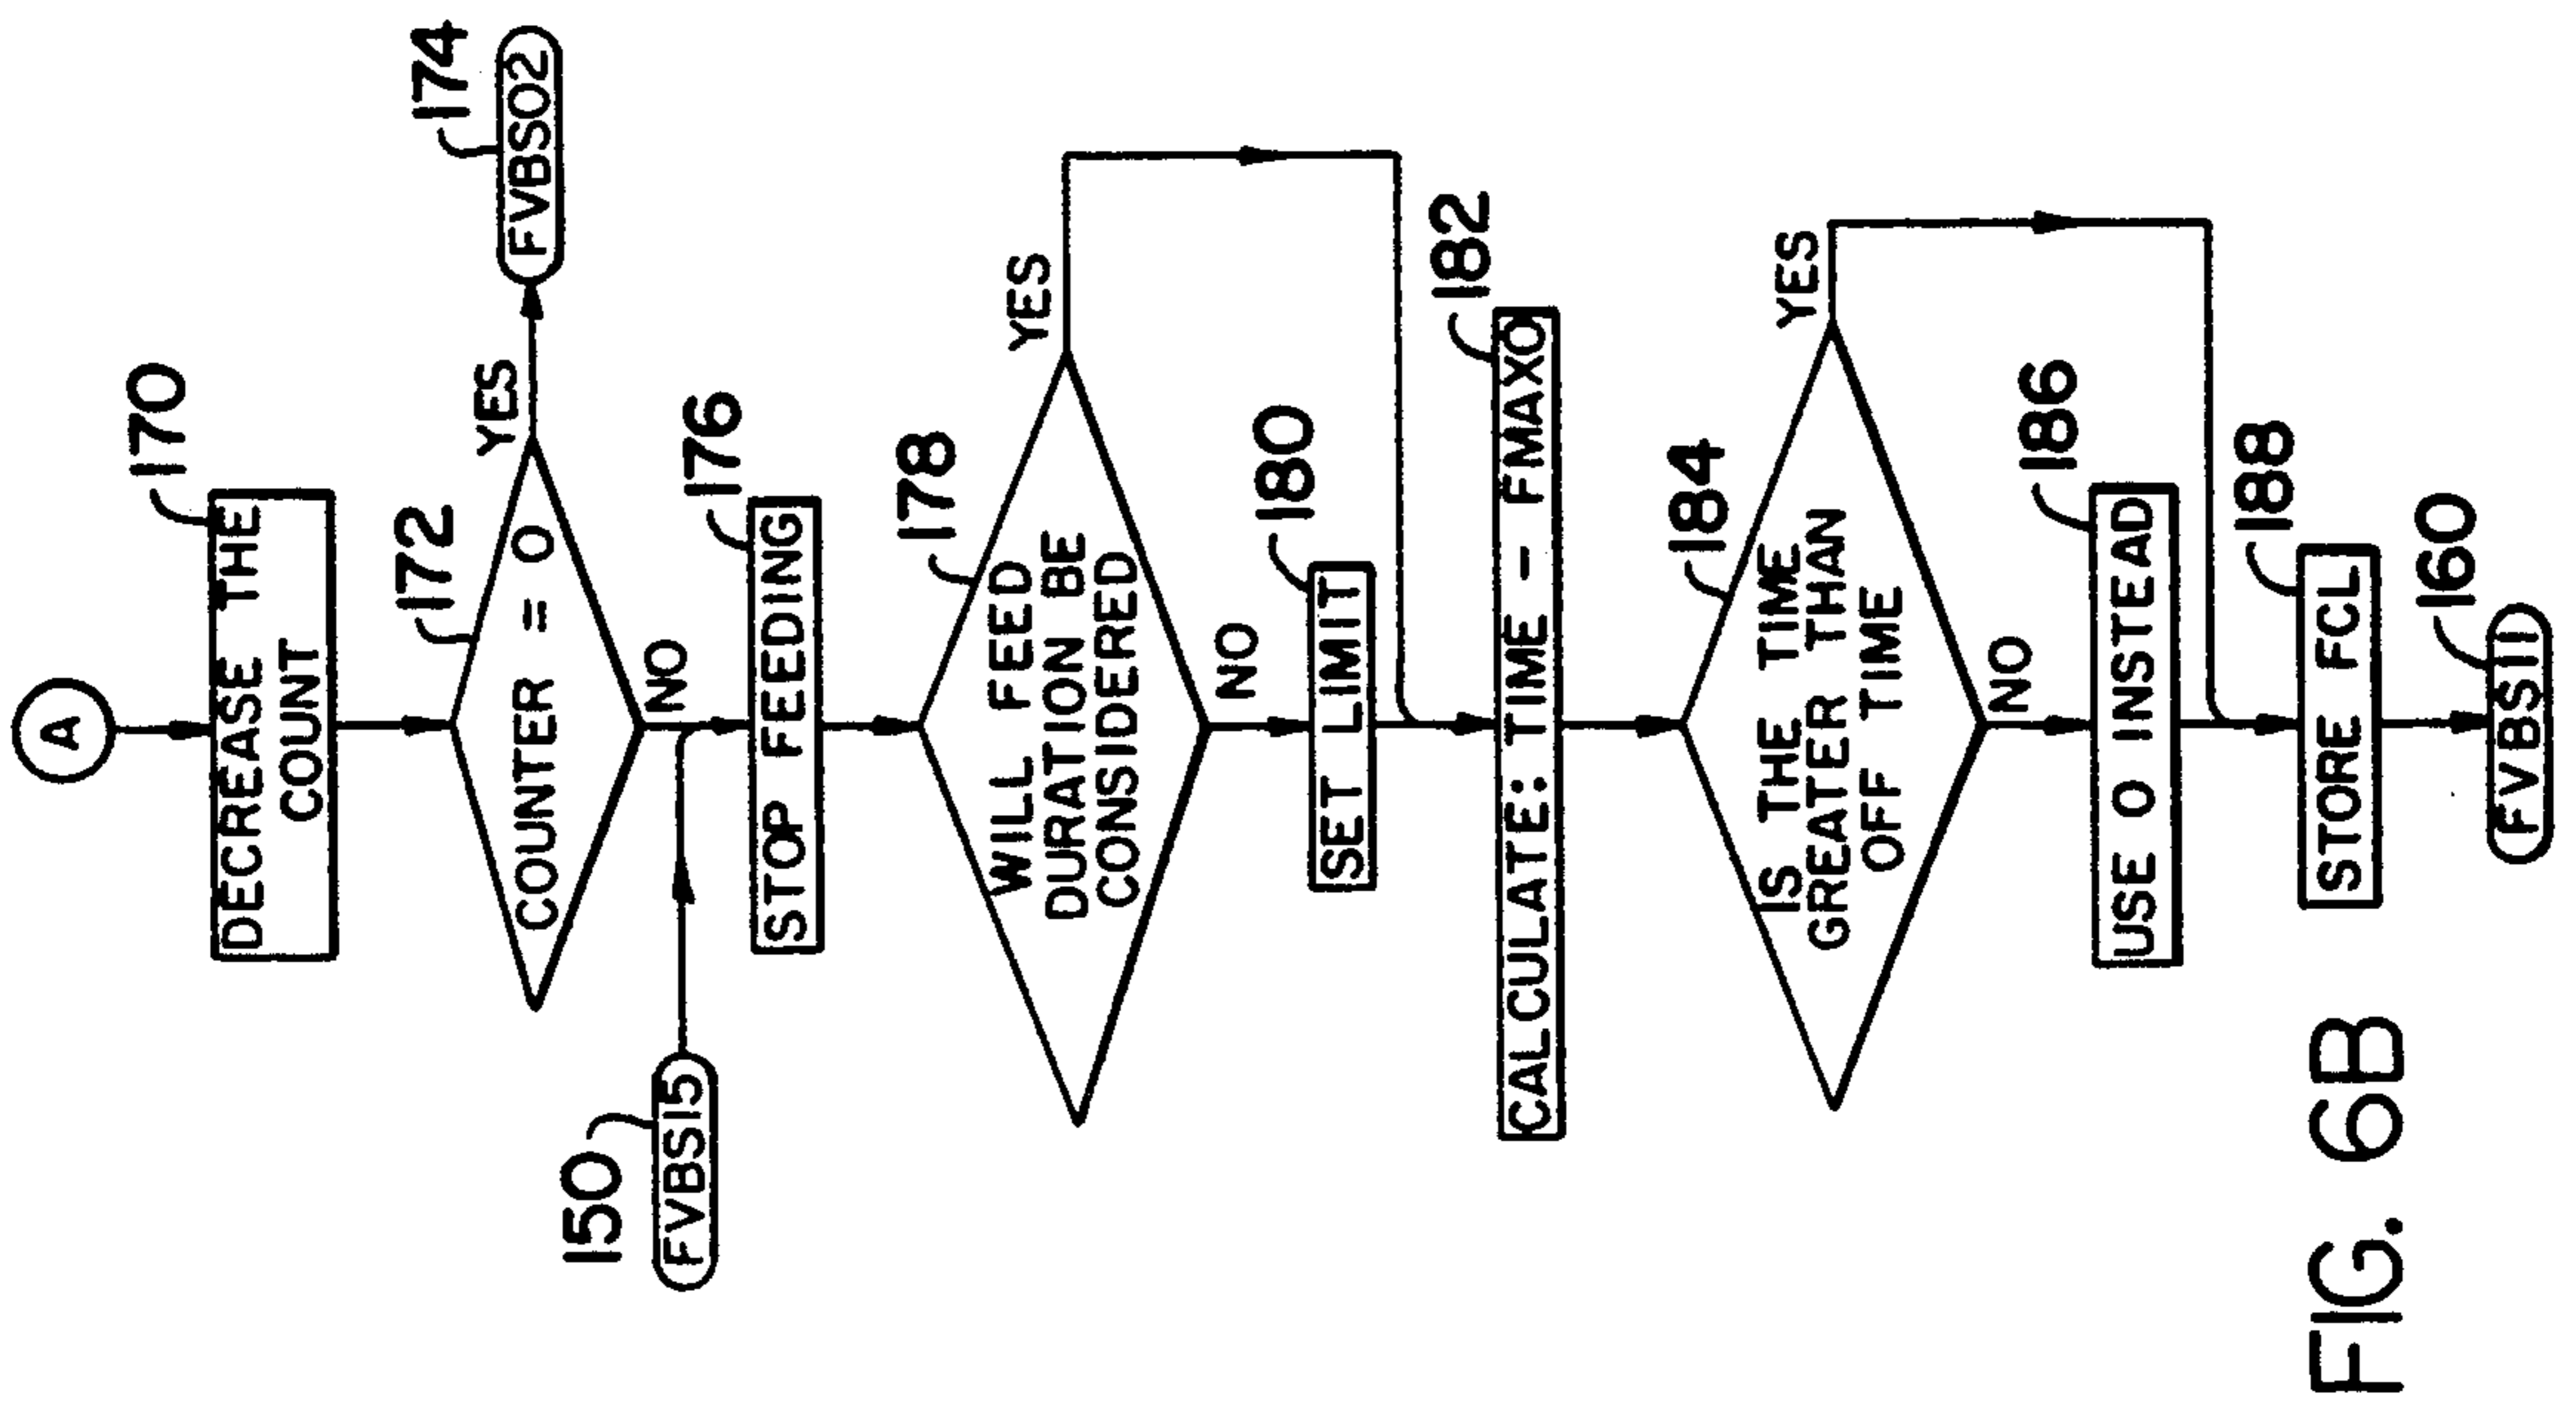 A
170
DECREASE THE
COUNT
172
COUNTER = 0
YES
174
FVBS02
NO
150
FVBS15
176
STOP FEEDING
178
WILL FEED
DURATION BE
CONSIDERED
YES
NO
180
SET LIMIT
182
CALCULATE: TIME - FMAXO
184
IS THE TIME
GREATER THAN
OFF TIME
YES
NO
186
USE 0 INSTEAD
188
STORE FCL
160
FVBS11
FIG. 6B